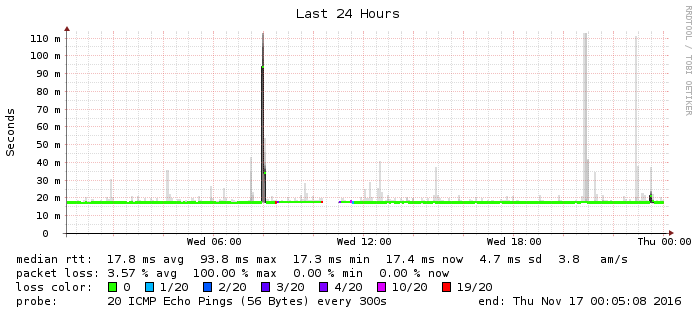 Last 24 Hours
RRDTOOL / TOBI OETIKER
Seconds
110 m
100 m
90 m
80 m
70 m
60 m
50 m
40 m
30 m
20 m
10 m
0
Wed 06:00 Wed 12:00 Wed 18:00 Thu 00:00
median rtt: 17.8 ms avg 93.8 ms max 17.3 ms min 17.4 ms now 4.7 ms sd 3.8 am/s
packet loss: 3.57 % avg 100.00 % max 0.00 % min 0.00 % now
loss color: 0 1/20 2/20 3/20 4/20 10/20 19/20
probe: 20 ICMP Echo Pings (56 Bytes) every 300s end: Thu Nov 17 00:05:08 2016